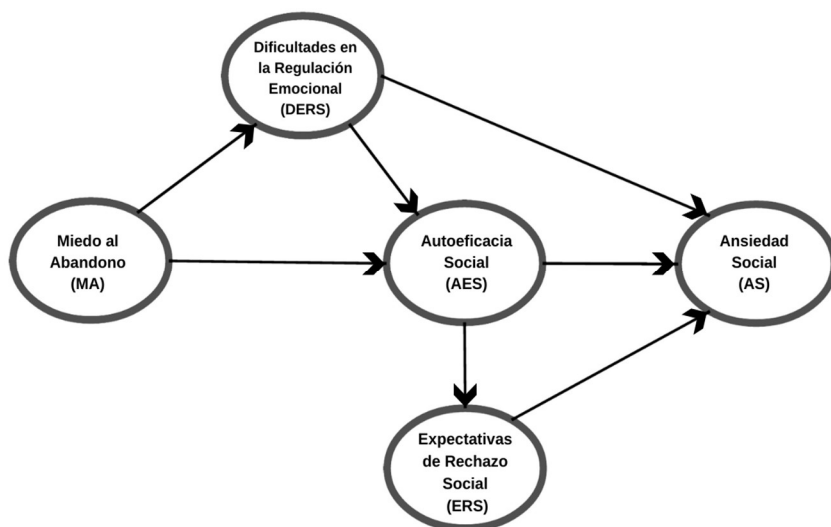 Dificultades en
la Regulación
Emocional
(DERS)
Miedo al
Abandono
(MA)
Autoeficacia
Social
(AES)
Ansiedad
Social
(AS)
Expectativas
de Rechazo
Social
(ERS)